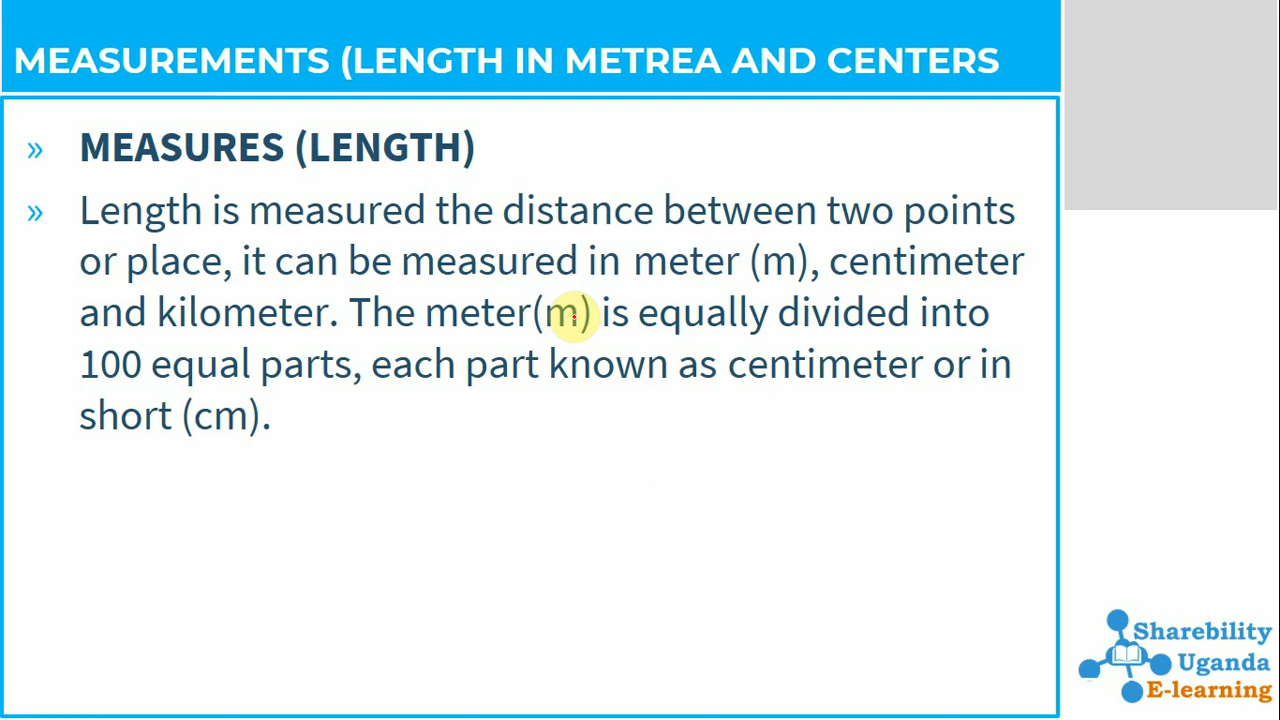 MEASUREMENTS (LENGTH IN METREA AND CENTERS
» MEASURES (LENGTH)
» Length is measured the distance between two points
or place, it can be measured in meter (m), centimeter
and kilometer. The meter(m) is equally divided into
100 equal parts, each part known as centimeter or in
short (cm).
Sharebility
Uganda
E-learning